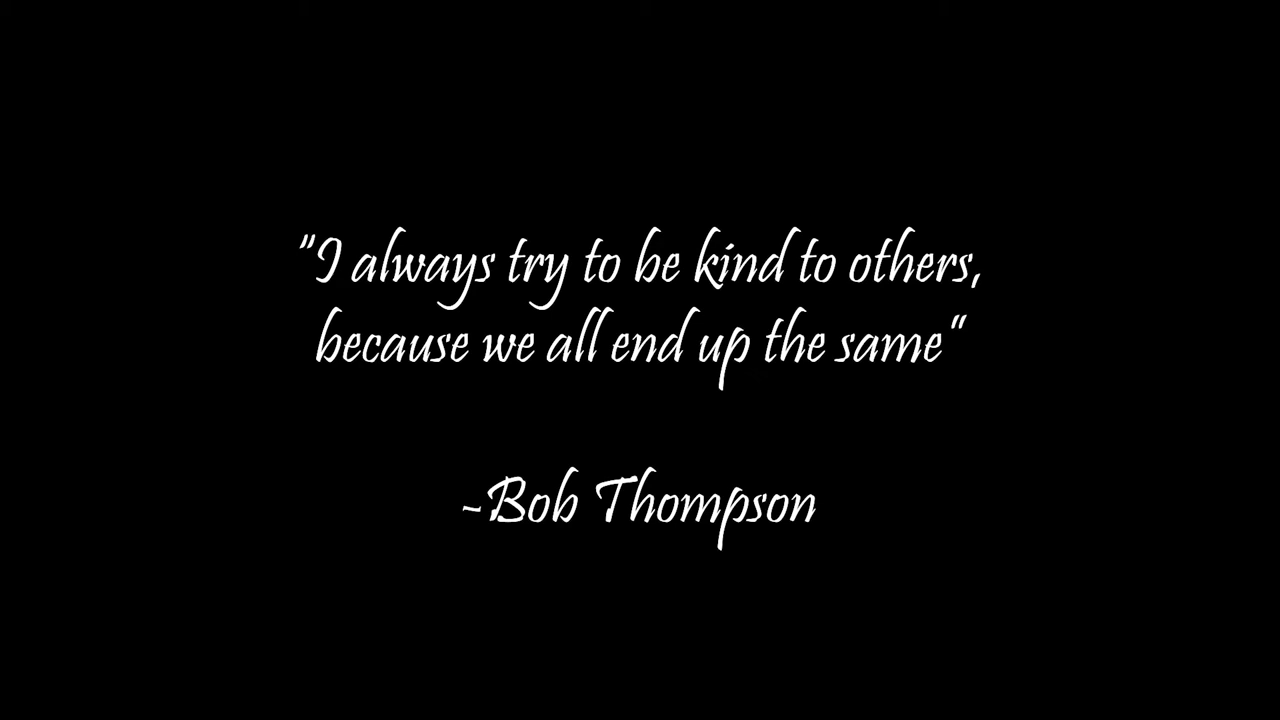 "I always try to be kind to others,
because we all end up the same"
-Bob Thompson